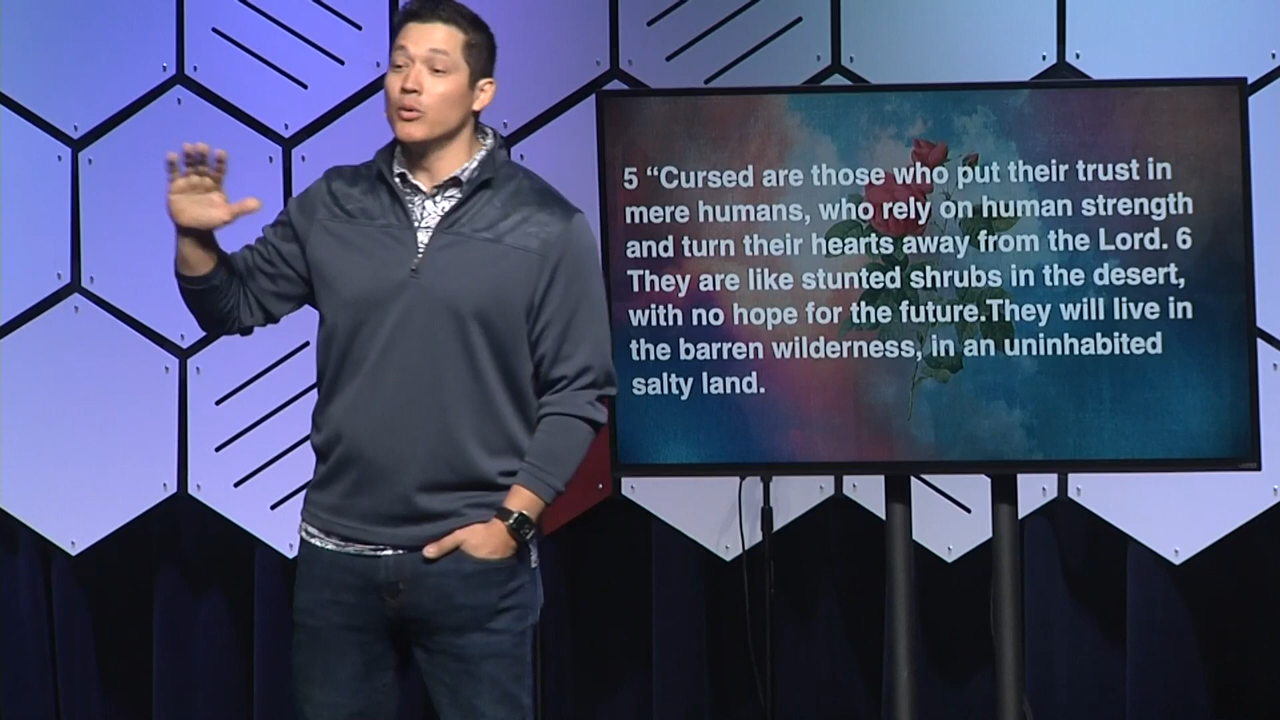 5 “Cursed are those who put their trust in
mere humans, who rely on human strength
and turn their hearts away from the Lord. 6
They are like stunted shrubs in the desert,
with no hope for the future.They will live in
the barren wilderness, in an uninhabited
salty land.